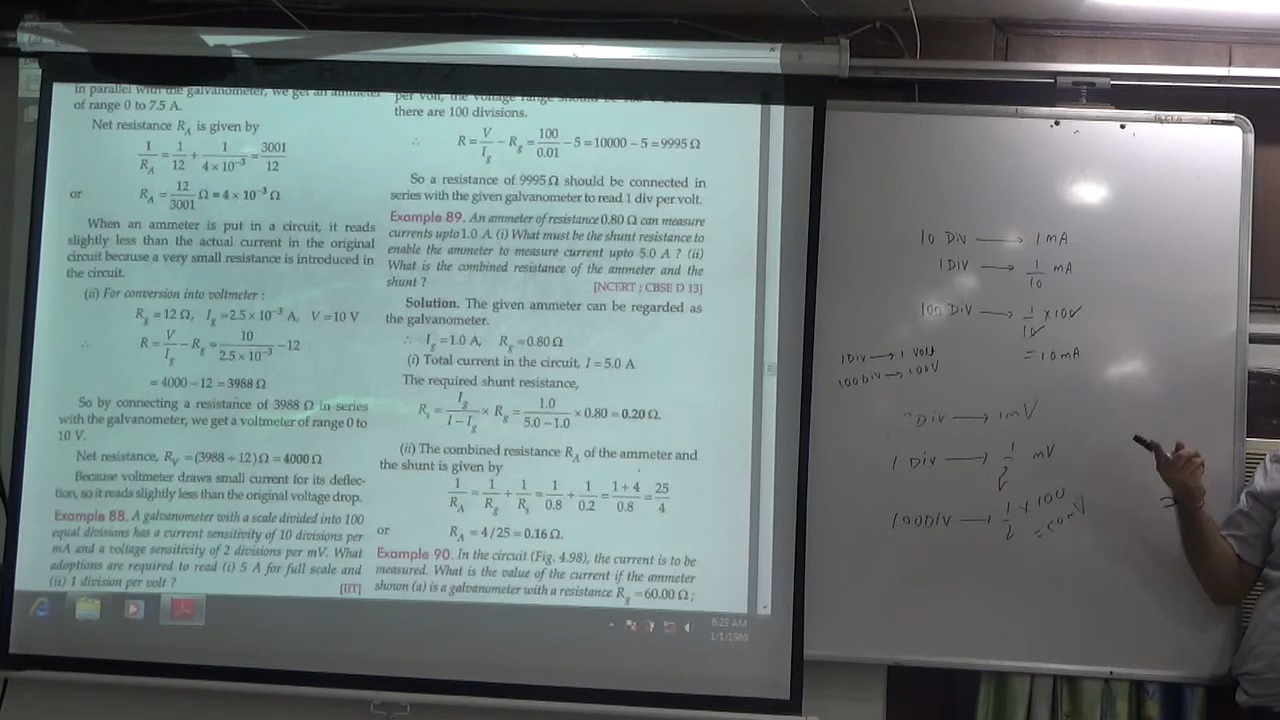 in parallel with the galvanometer, we get an ammeter
of range 0 to 7.5 A.
Net resistance R_A is given by
1/R_A = 1/12 + 1/(4 × 10⁻³) = 3001/12
or R_A = 12/3001 Ω = 4 × 10⁻³ Ω
When an ammeter is put in a circuit, it reads
slightly less than the actual current in the original
circuit because a very small resistance is introduced in
the circuit.
(ii) For conversion into voltmeter :
R_g = 12 Ω, I_g = 2.5 × 10⁻³ A, V = 10 V
∴ R = V/I_g − R_g = 10/(2.5 × 10⁻³) − 12
= 4000 − 12 = 3988 Ω
So by connecting a resistance of 3988 Ω in series
with the galvanometer, we get a voltmeter of range 0 to
10 V.
Net resistance, R_V = (3988 + 12) Ω = 4000 Ω
Because voltmeter draws small current for its deflec-
tion, so it reads slightly less than the original voltage drop.
Example 88. A galvanometer with a scale divided into 100
equal divisions has a current sensitivity of 10 divisions per
mA and a voltage sensitivity of 2 divisions per mV. What
adoptions are required to read (i) 5 A for full scale and
(ii) 1 division per volt ? [IIT]
per volt, the voltage range should be
there are 100 divisions.
∴ R = V/I_g − R_g = 100/0.01 − 5 = 10000 − 5 = 9995 Ω
So a resistance of 9995 Ω should be connected in
series with the given galvanometer to read 1 div per volt.
Example 89. An ammeter of resistance 0.80 Ω can measure
currents upto 1.0 A. (i) What must be the shunt resistance to
enable the ammeter to measure current upto 5.0 A ? (ii)
What is the combined resistance of the ammeter and the
shunt ? [NCERT ; CBSE D 13]
Solution. The given ammeter can be regarded as
the galvanometer.
∴ I_g = 1.0 A, R_g = 0.80 Ω
(i) Total current in the circuit, I = 5.0 A
The required shunt resistance,
R_s = I_g/(I − I_g) × R_g = 1.0/(5.0 − 1.0) × 0.80 = 0.20 Ω.
(ii) The combined resistance R_A of the ammeter and
the shunt is given by
1/R_A = 1/R_g + 1/R_s = 1/0.8 + 1/0.2 = (1 + 4)/0.8 = 25/4
or R_A = 4/25 = 0.16 Ω.
Example 90. In the circuit (Fig. 4.98), the current is to be
measured. What is the value of the current if the ammeter
shown (a) is a galvanometer with a resistance R_g = 60.00 Ω ;
6:23 AM
1/1/1980
10 Div → 1 mA
1 Div → 1/10 mA
100 Div → 1/10 × 100
= 10 mA
1 Div → 1 Volt
100 Div → 100V
Div → 1 mV
1 Div → 1/2 mV
100 DIV → 1/2 × 100
= 50 mV